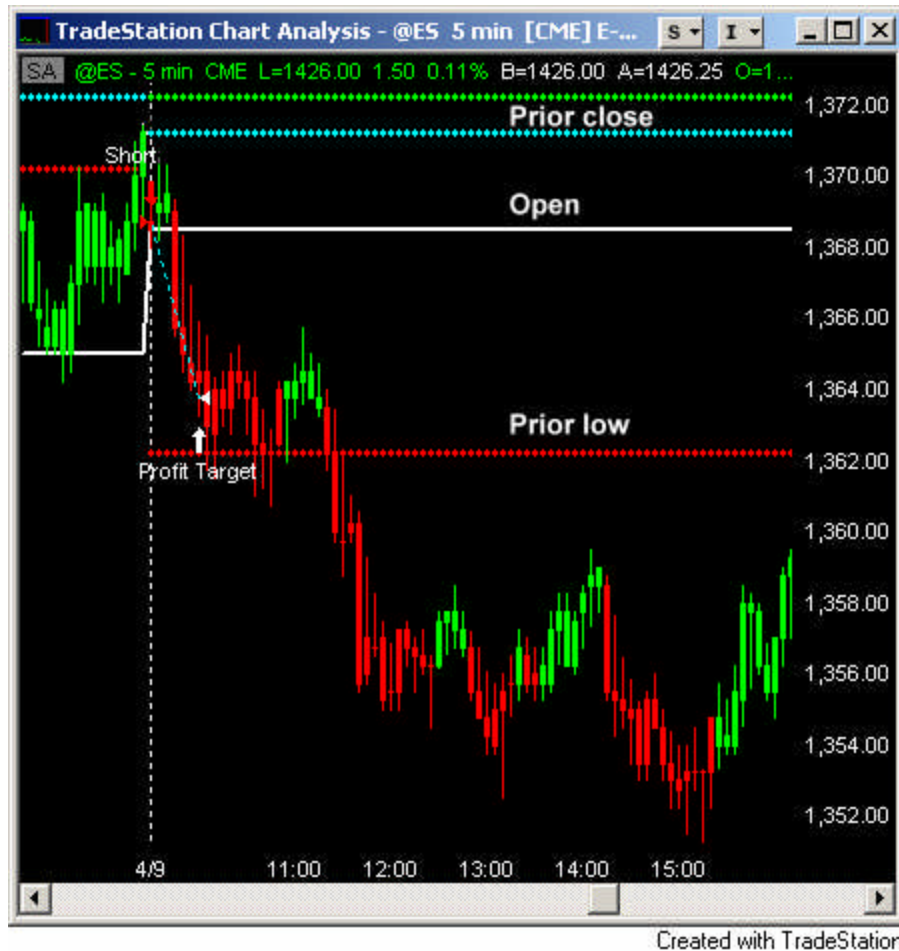 TradeStation Chart Analysis - @ES 5 min [CME] E-...
S I
SA @ES - 5 min CME L=1426.00 1.50 0.11% B=1426.00 A=1426.25 O=1...
1,372.00
Prior close
Short
1,370.00
Open
1,368.00
1,366.00
1,364.00
Prior low
1,362.00
Profit Target
1,360.00
1,358.00
1,356.00
1,354.00
1,352.00
4/9 11:00 12:00 13:00 14:00 15:00
Created with TradeStation